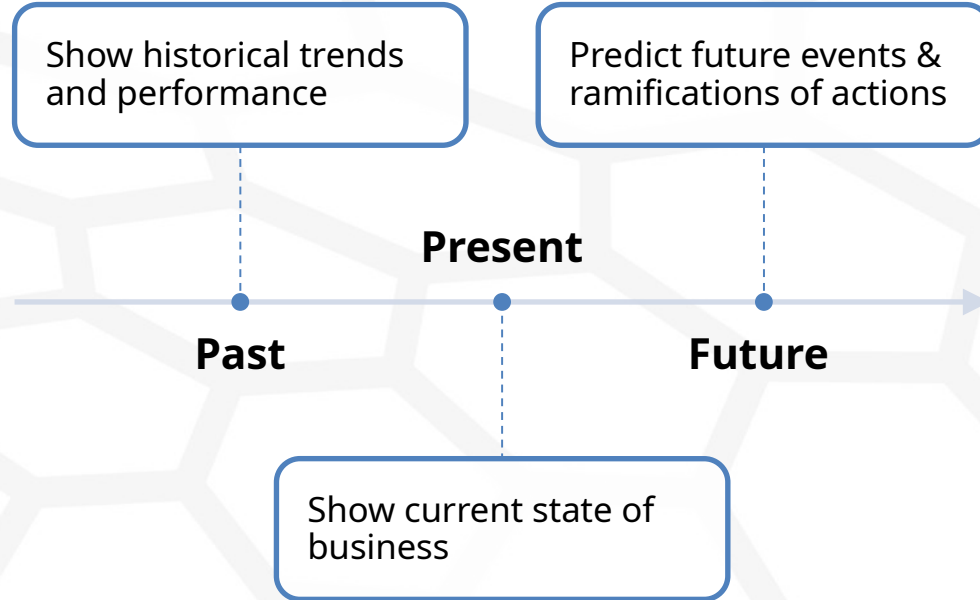 Show historical trends
and performance
Predict future events &
ramifications of actions
Present
Past
Future
Show current state of
business